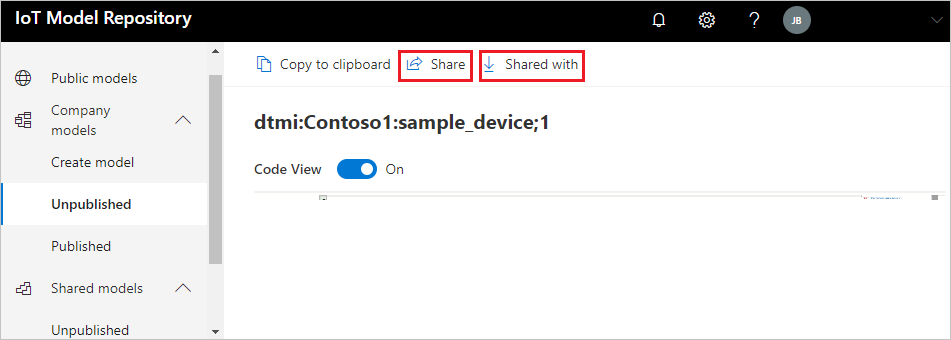 IoT Model Repository
?
JB
Public models
Company
models
Create model
Unpublished
Published
Shared models
Unpublished
Copy to clipboard
Share
Shared with
dtmi:Contoso1:sample_device;1
Code View
On